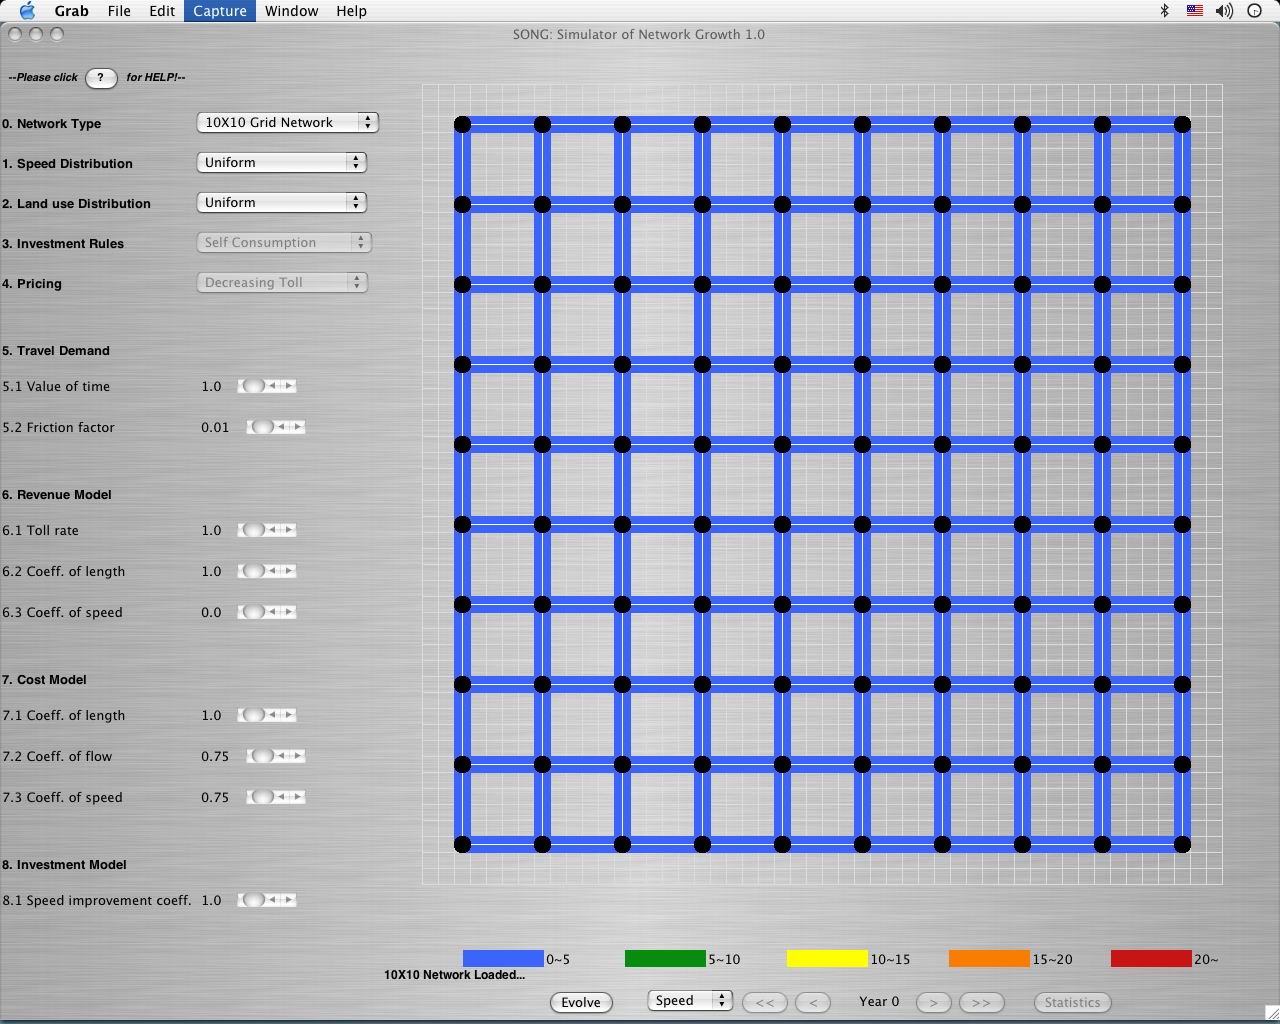 Grab File Edit Capture Window Help
SONG: Simulator of Network Growth 1.0
--Please click ? for HELP!--
0. Network Type 10X10 Grid Network
1. Speed Distribution Uniform
2. Land use Distribution Uniform
3. Investment Rules Self Consumption
4. Pricing Decreasing Toll
5. Travel Demand
5.1 Value of time 1.0
5.2 Friction factor 0.01
6. Revenue Model
6.1 Toll rate 1.0
6.2 Coeff. of length 1.0
6.3 Coeff. of speed 0.0
7. Cost Model
7.1 Coeff. of length 1.0
7.2 Coeff. of flow 0.75
7.3 Coeff. of speed 0.75
8. Investment Model
8.1 Speed improvement coeff. 1.0
0~5 5~10 10~15 15~20 20~
10X10 Network Loaded...
Evolve Speed << < Year 0 > >> Statistics